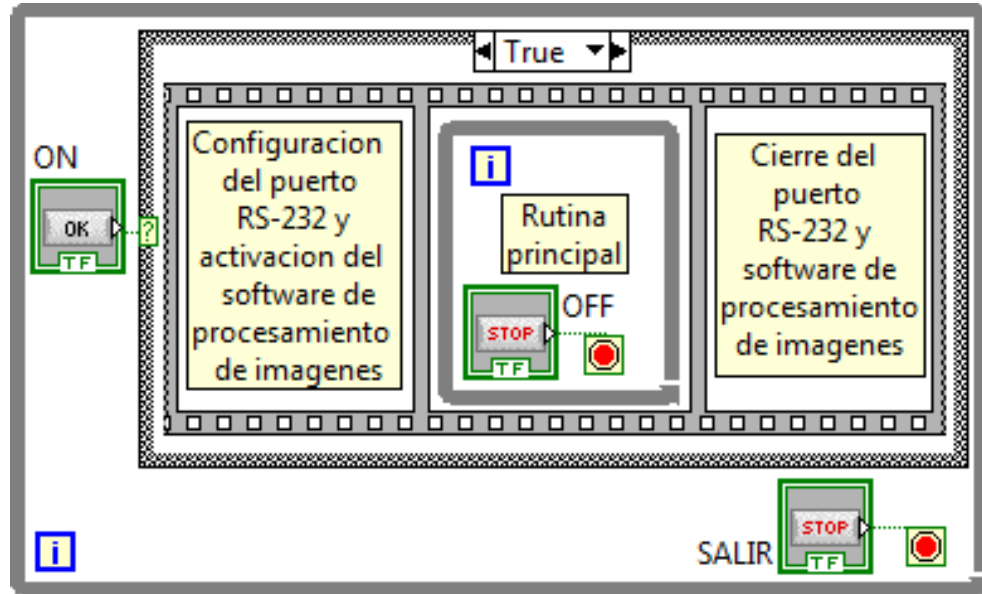 True
ON
OK
TF
?
Configuracion
del puerto
RS-232 y
activacion del
software de
procesamiento
de imagenes
i
Rutina
principal
OFF
STOP
TF
Cierre del
puerto
RS-232 y
software de
procesamiento
de imagenes
i
SALIR
STOP
TF